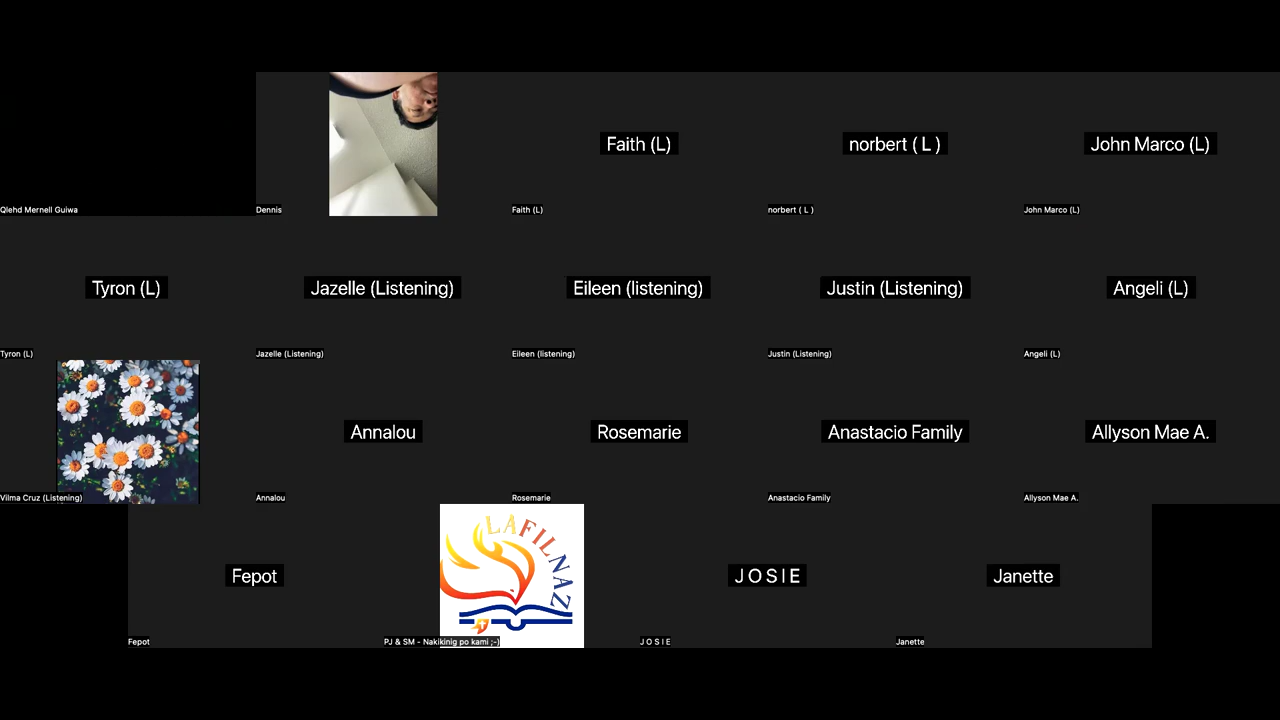 Qlehd Mernell Guiwa
Dennis
Faith (L)
Faith (L)
norbert ( L )
norbert ( L )
John Marco (L)
John Marco (L)
Tyron (L)
Tyron (L)
Jazelle (Listening)
Jazelle (Listening)
Eileen (listening)
Eileen (listening)
Justin (Listening)
Justin (Listening)
Angeli (L)
Angeli (L)
Vilma Cruz (Listening)
Annalou
Annalou
Rosemarie
Rosemarie
Anastacio Family
Anastacio Family
Allyson Mae A.
Allyson Mae A.
Fepot
Fepot
LAFILNAZ
PJ & SM - Nakikinig po kami ;-)
J O S I E
J O S I E
Janette
Janette